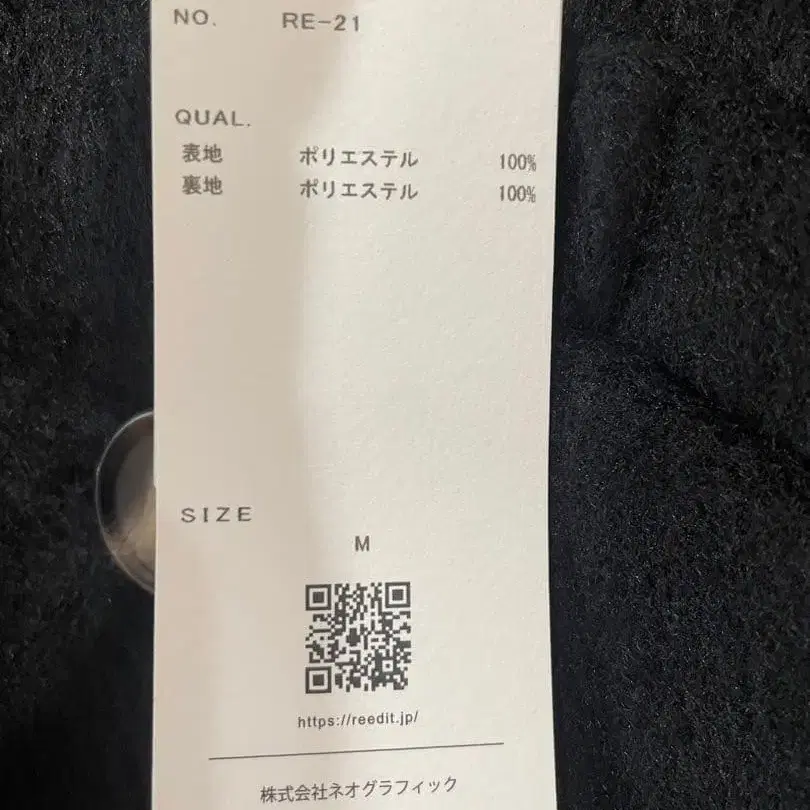 NO. RE-21
QUAL.
表地 ポリエステル 100%
裏地 ポリエステル 100%
SIZE
M
https://reedit.jp/
株式会社ネオグラフィック